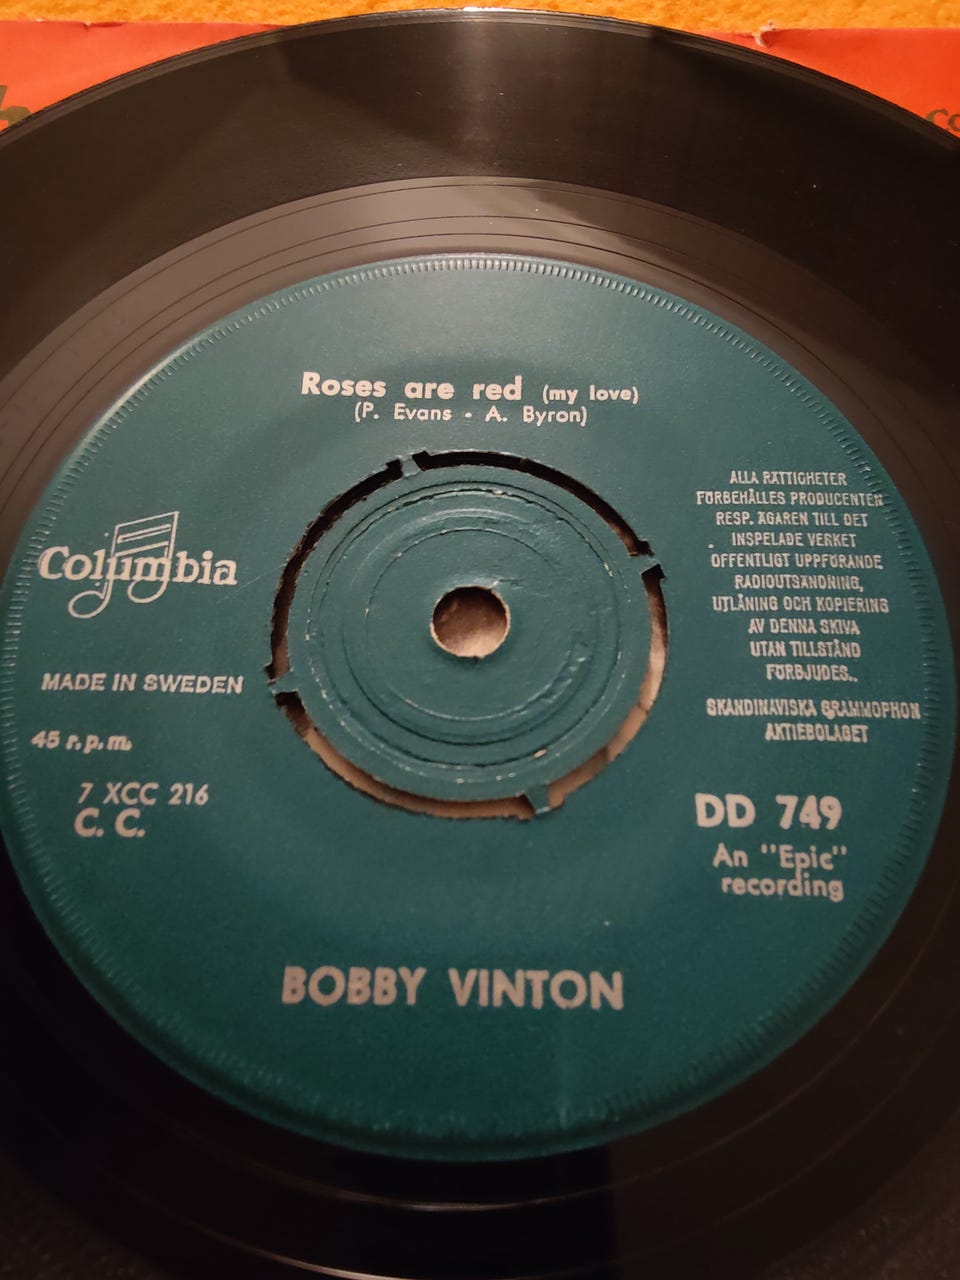 Roses are red (my love)
(P. Evans - A. Byron)
Columbia
MADE IN SWEDEN
45 r.p.m.
7 XCC 216
C. C.
ALLA RÄTTIGHETER
FÖRBEHÅLLES PRODUCENTEN
RESP. ÄGAREN TILL DET
INSPELADE VERKET
OFFENTLIGT UPPFÖRANDE
RADIOUTSÄNDNING,
UTLÅNING OCH KOPIERING
AV DENNA SKIVA
UTAN TILLSTÅND
FÖRBJUDES..
SKANDINAVISKA GRAMMOPHON
AKTIEBOLAGET
DD 749
An "Epic"
recording
BOBBY VINTON